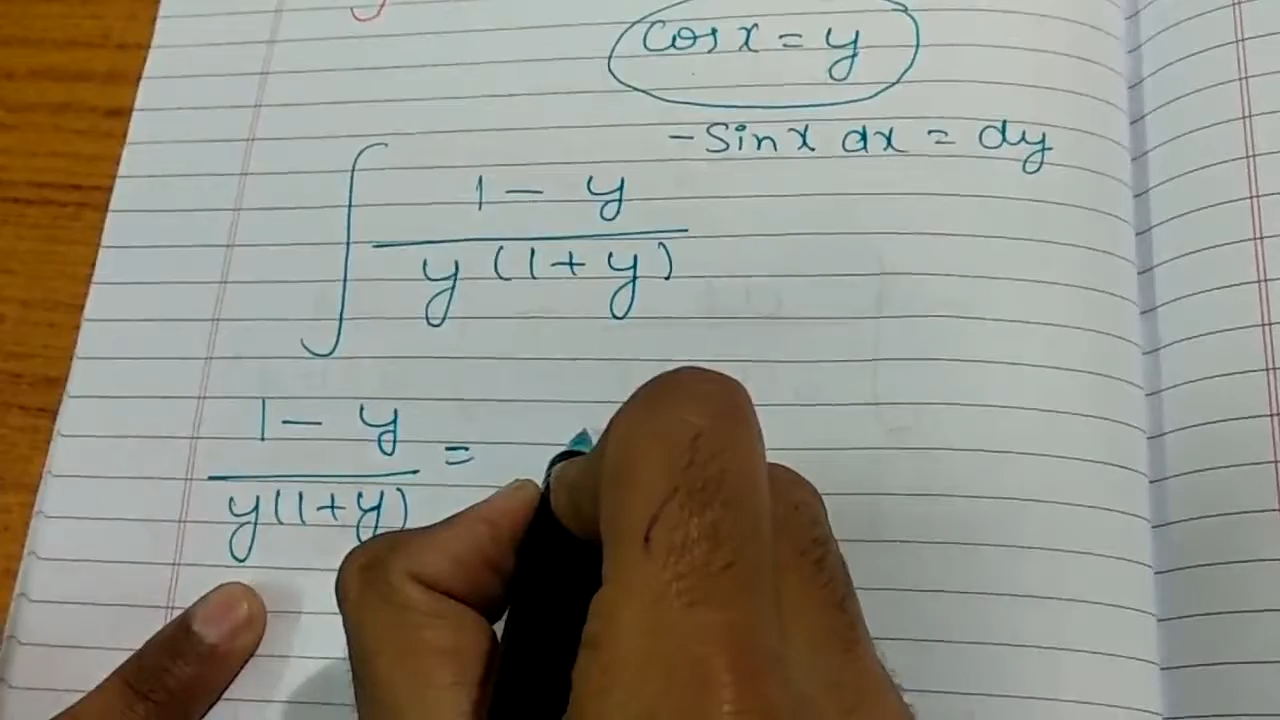 cos x = y
- Sin x dx = dy
∫ 1 - y / y (1 + y)
1 - y / y(1+y) =